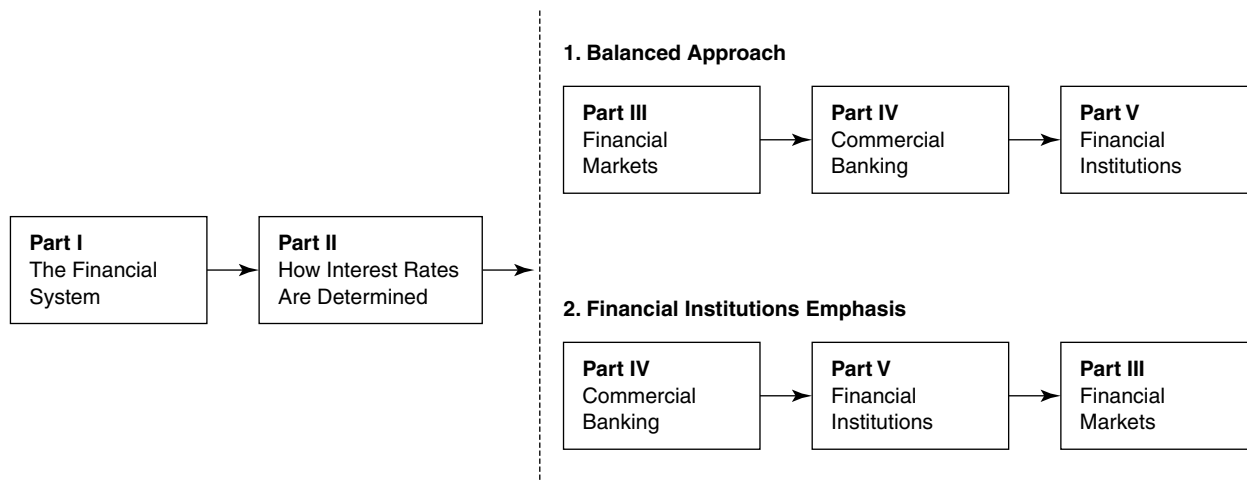 Part I
The Financial
System
Part II
How Interest Rates
Are Determined
1. Balanced Approach
Part III
Financial
Markets
Part IV
Commercial
Banking
Part V
Financial
Institutions
2. Financial Institutions Emphasis
Part IV
Commercial
Banking
Part V
Financial
Institutions
Part III
Financial
Markets